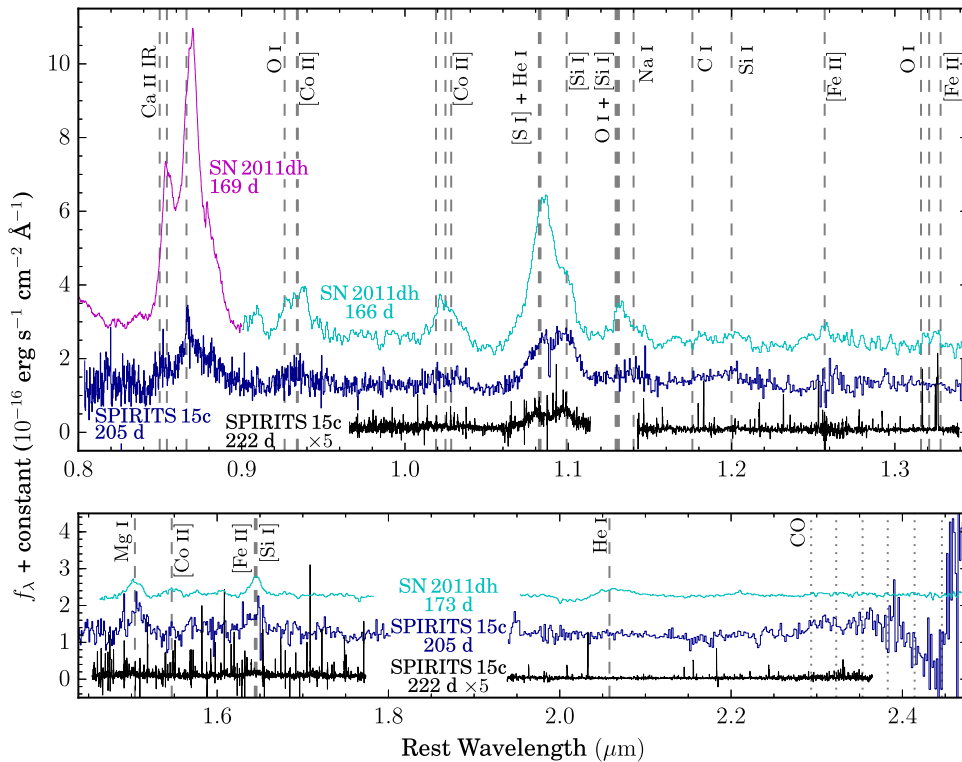 10
8
6
4
2
0
Ca II IR
O I
[Co II]
[Co II]
[S I] + He I
[Si I]
O I + [Si I]
Na I
C I
Si I
[Fe II]
O I
[Fe II]
SN 2011dh
169 d
SN 2011dh
166 d
SPIRITS 15c
205 d
SPIRITS 15c
222 d ×5
0.8
0.9
1.0
1.1
1.2
1.3
fλ + constant (10⁻¹⁶ erg s⁻¹ cm⁻² Å⁻¹)
4
3
2
1
0
Mg I
[Co II]
[Fe II]
[Si I]
He I
CO
SN 2011dh
173 d
SPIRITS 15c
205 d
SPIRITS 15c
222 d ×5
1.6
1.8
2.0
2.2
2.4
Rest Wavelength (μm)